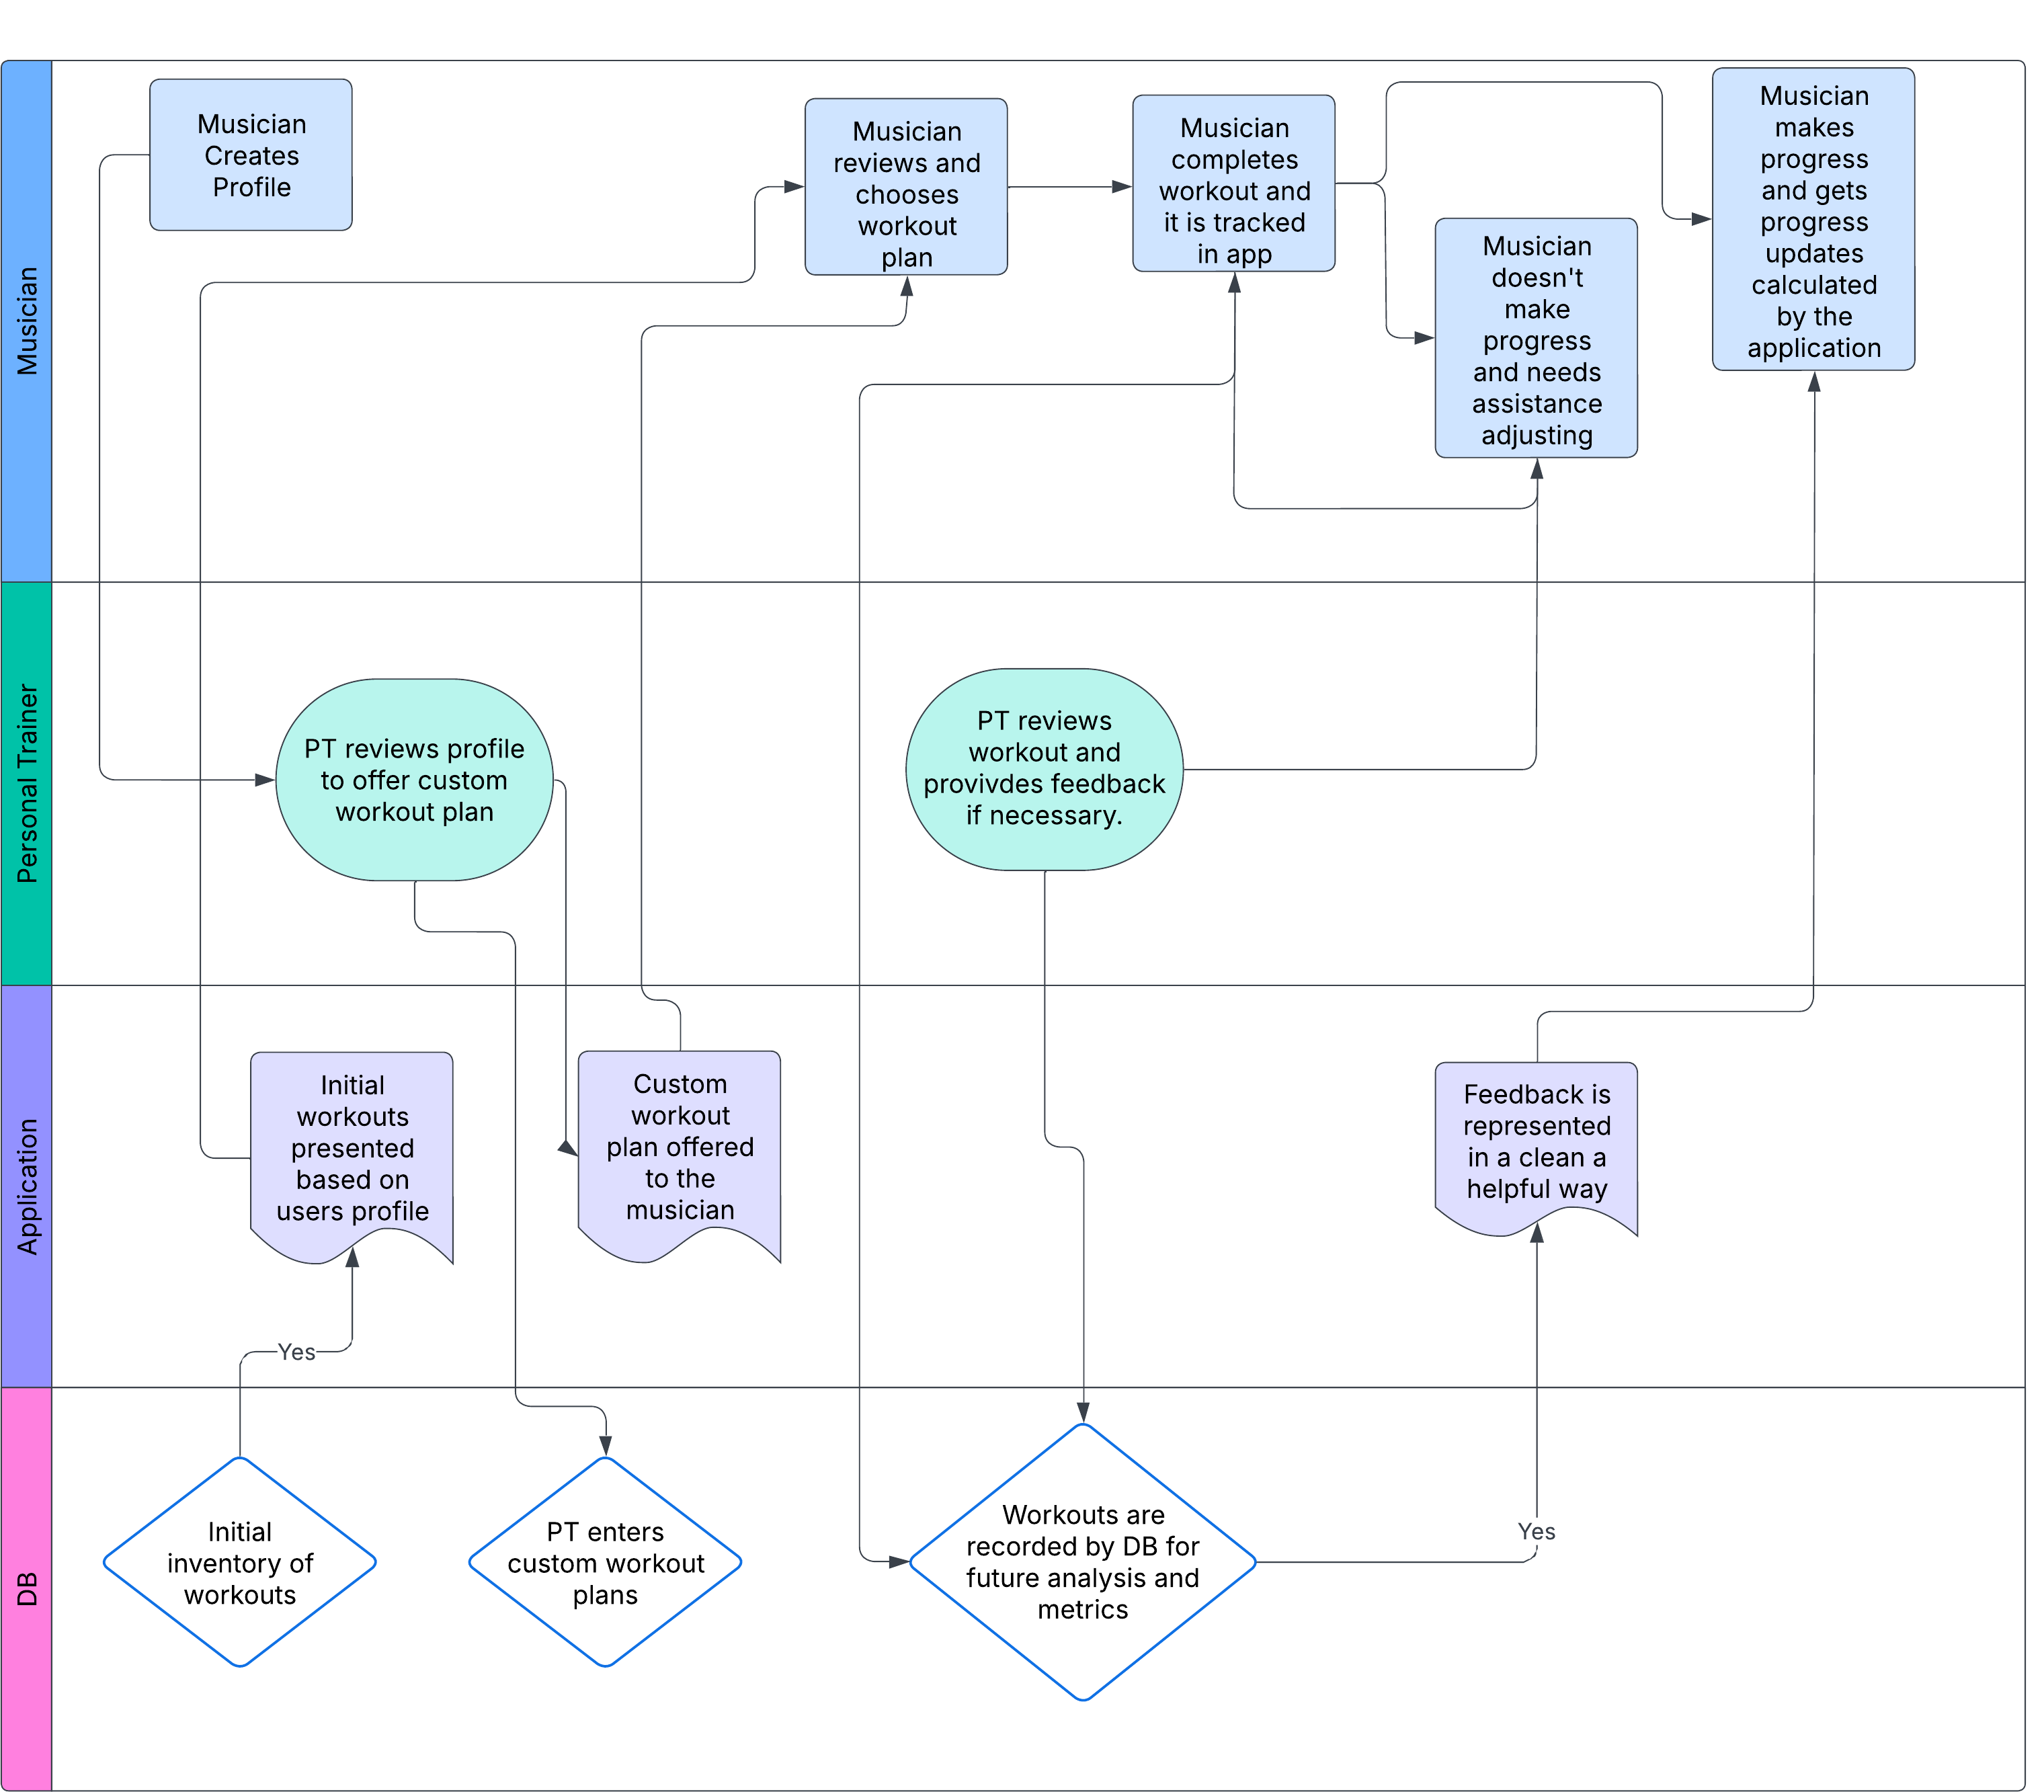 Musician
Musician
Creates
Profile
Musician
reviews and
chooses
workout
plan
Musician
completes
workout and
it is tracked
in app
Musician
doesn't
make
progress
and needs
assistance
adjusting
Musician
makes
progress
and gets
progress
updates
calculated
by the
application
Personal Trainer
PT reviews profile
to offer custom
workout plan
PT reviews
workout and
provivdes feedback
if necessary.
Application
Initial
workouts
presented
based on
users profile
Custom
workout
plan offered
to the
musician
Feedback is
represented
in a clean a
helpful way
Yes
DB
Initial
inventory of
workouts
PT enters
custom workout
plans
Workouts are
recorded by DB for
future analysis and
metrics
Yes